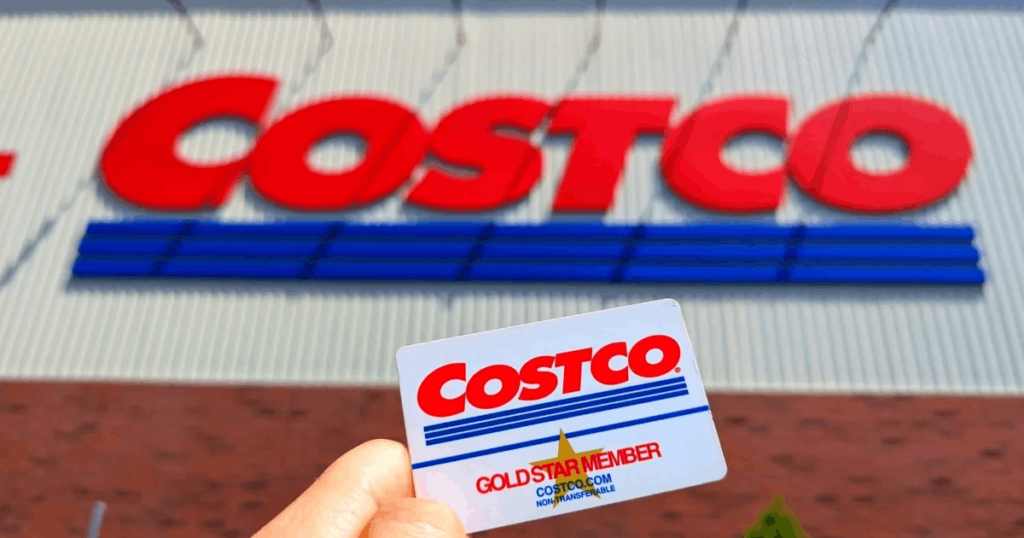 COSTCO
COSTCO®
GOLD STAR MEMBER
COSTCO.COM
NON-TRANSFERABLE